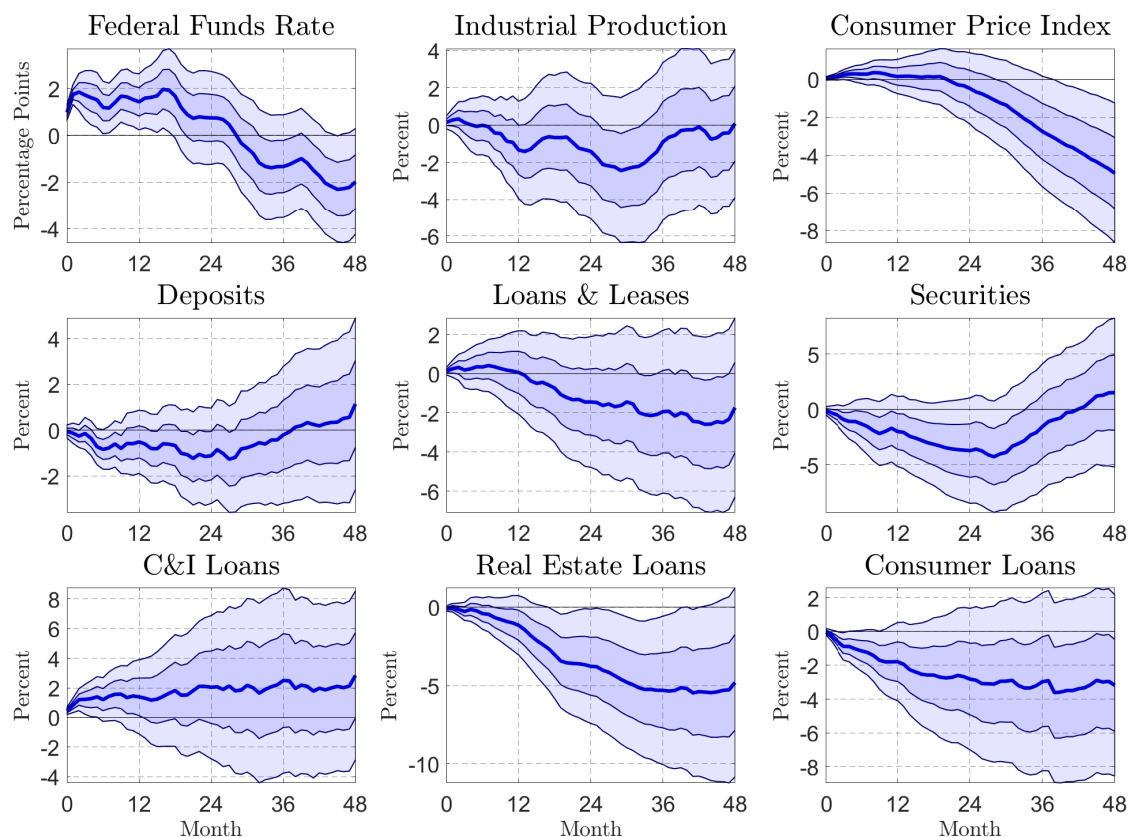 Federal Funds Rate
Industrial Production
Consumer Price Index
Percentage Points
2
0
-2
-4
0 12 24 36 48
Percent
4
2
0
-2
-4
-6
0 12 24 36 48
Percent
0
-2
-4
-6
-8
0 12 24 36 48
Deposits
Loans & Leases
Securities
Percent
4
2
0
-2
0 12 24 36 48
Percent
2
0
-2
-4
-6
0 12 24 36 48
Percent
5
0
-5
0 12 24 36 48
C&I Loans
Real Estate Loans
Consumer Loans
Percent
8
6
4
2
0
-2
-4
0 12 24 36 48
Month
Percent
0
-5
-10
0 12 24 36 48
Month
Percent
2
0
-2
-4
-6
-8
0 12 24 36 48
Month